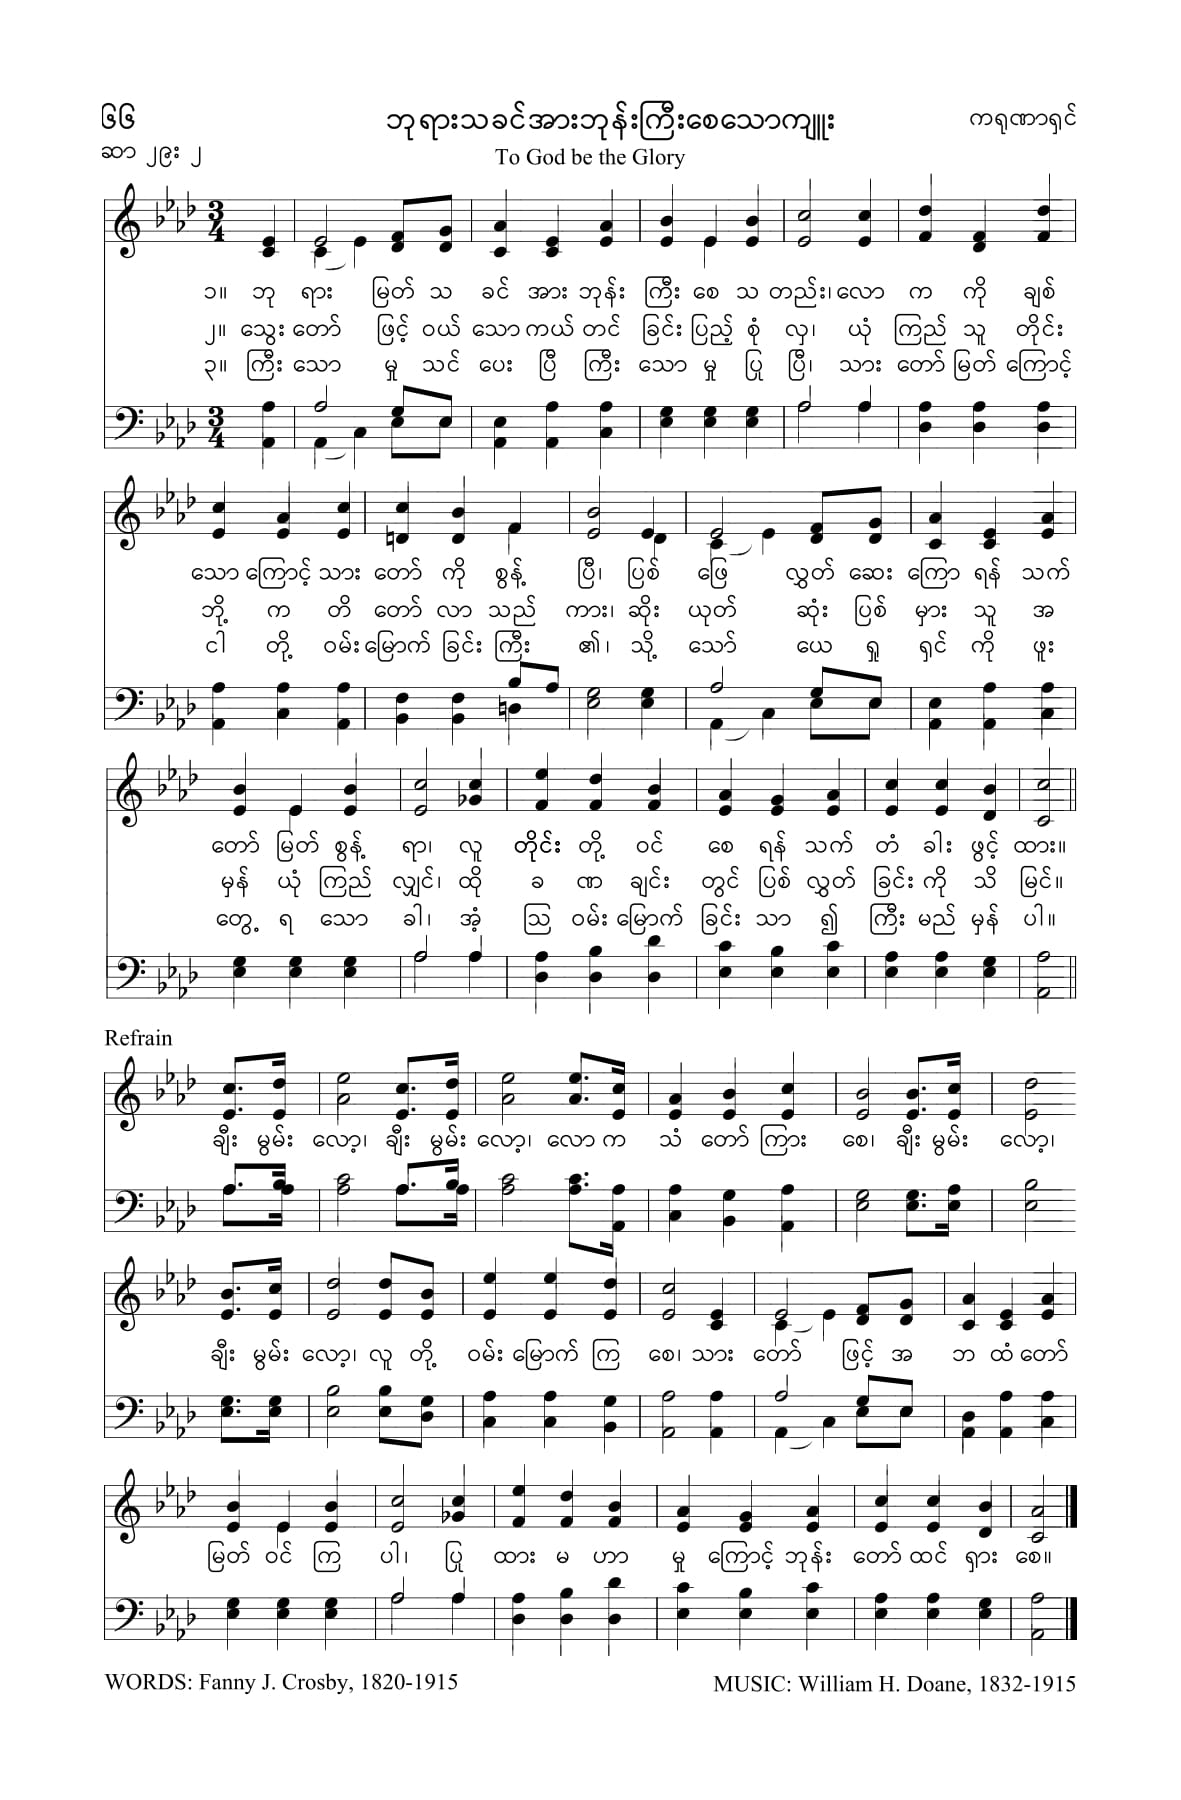 ၆၆
ဘုရားသခင်အားဘုန်းကြီးစေသောကျူး
ကရုဏာရှင်
ဆာ ၂၉း ၂
To God be the Glory
၁။ ဘု ရား မြတ် သ ခင် အား ဘုန်း ကြီး စေ သ တည်း၊ လော က ကို ချစ်
၂။ သွေး တော် ဖြင့် ဝယ် သော ကယ် တင် ခြင်း ပြည့် စုံ လှ၊ ယုံ ကြည် သူ တိုင်း
၃။ ကြီး သော မှု သင် ပေး ပြီ ကြီး သော မှု ပြု ပြီ၊ သား တော် မြတ် ကြောင့်
သော ကြောင့် သား တော် ကို စွန့် ပြီ၊ ပြစ် ဖြေ လွှတ် ဆေး ကြော ရန် သက်
ဘို့ က တိ တော် လာ သည် ကား၊ ဆိုး ယုတ် ဆုံး ပြစ် မှား သူ အ
ငါ တို့ ဝမ်း မြောက် ခြင်း ကြီး ၏၊ သို့ သော် ယေ ရှု ရှင် ကို ဖူး
တော် မြတ် စွန့် ရာ၊ လူ တိုင်း တို့ ဝင် စေ ရန် သက် တံ ခါး ဖွင့် ထား။
မှန် ယုံ ကြည် လျှင်၊ ထို ခ ဏ ချင်း တွင် ပြစ် လွှတ် ခြင်း ကို သိ မြင်။
တွေ့ ရ သော ခါ၊ အံ့ ဩ ဝမ်း မြောက် ခြင်း သာ ၍ ကြီး မည် မှန် ပါ။
Refrain
ချီး မွမ်း လော့၊ ချီး မွမ်း လော့၊ လော က သံ တော် ကြား စေ၊ ချီး မွမ်း လော့၊
ချီး မွမ်း လော့၊ လူ တို့ ဝမ်း မြောက် ကြ စေ၊ သား တော် ဖြင့် အ ဘ ထံ တော်
မြတ် ဝင် ကြ ပါ၊ ပြု ထား မ ဟာ မှု ကြောင့် ဘုန်း တော် ထင် ရှား စေ။
WORDS: Fanny J. Crosby, 1820-1915
MUSIC: William H. Doane, 1832-1915